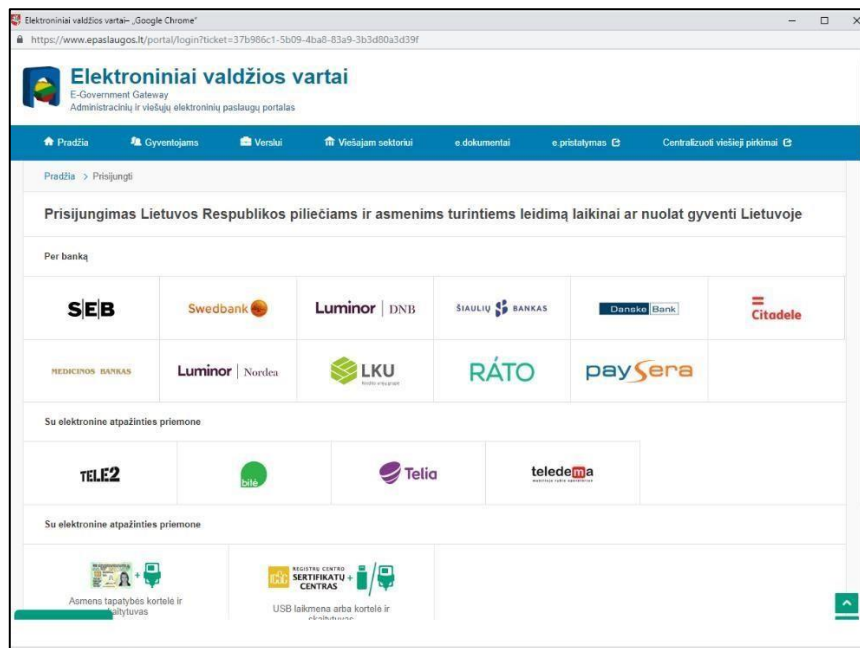 Elektroniniai valdžios vartai– „Google Chrome"
https://www.epaslaugos.lt/portal/login?ticket=37b986c1-5b09-4ba8-83a9-3b3d80a3d39f
Elektroniniai valdžios vartai
E-Government Gateway
Administracinių ir viešųjų elektroninių paslaugų portalas
Pradžia Gyventojams Verslui Viešajam sektoriui e.dokumentai e.pristatymas Centralizuoti viešieji pirkimai
Pradžia > Prisijungti
Prisijungimas Lietuvos Respublikos piliečiams ir asmenims turintiems leidimą laikinai ar nuolat gyventi Lietuvoje
Per banką
SEB Swedbank Luminor | DNB ŠIAULIŲ BANKAS Danske Bank Citadele
MEDICINOS BANKAS Luminor | Nordea LKU RATO paysera
Su elektronine atpažinties priemone
TELE2 bitė Telia teledema
Su elektronine atpažinties priemone
REGISTRŲ CENTRO
SERTIFIKATŲ
CENTRAS
Asmens tapatybės kortelė ir
skaitytuvas
USB laikmena arba kortelė ir
skaitytuvas